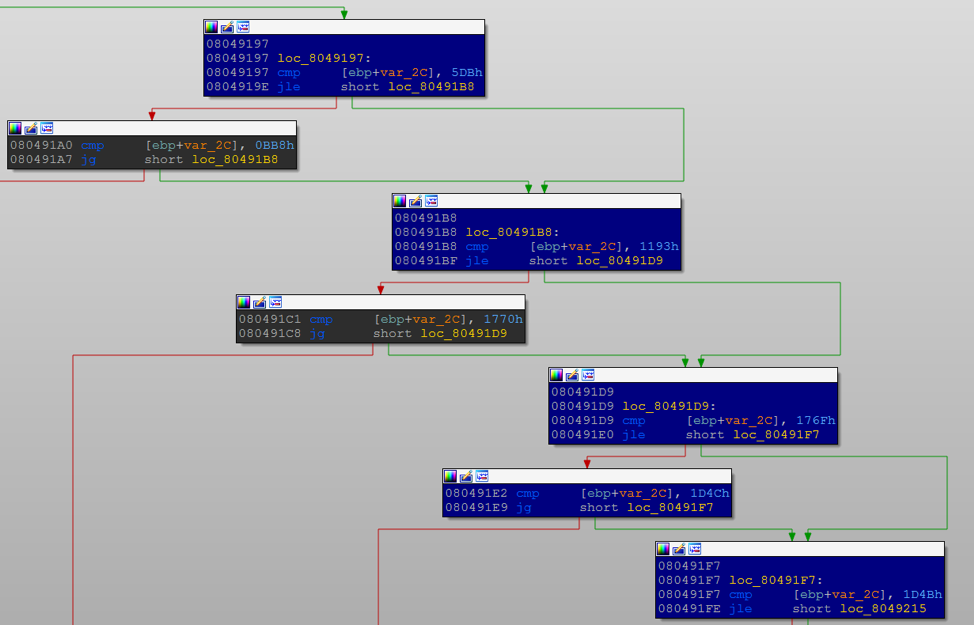 08049197
08049197 loc_8049197:
08049197 cmp [ebp+var_2C], 5DBh
0804919E jle short loc_80491B8
080491A0 cmp [ebp+var_2C], 0BB8h
080491A7 jg short loc_80491B8
080491B8
080491B8 loc_80491B8:
080491B8 cmp [ebp+var_2C], 1193h
080491BF jle short loc_80491D9
080491C1 cmp [ebp+var_2C], 1770h
080491C8 jg short loc_80491D9
080491D9
080491D9 loc_80491D9:
080491D9 cmp [ebp+var_2C], 176Fh
080491E0 jle short loc_80491F7
080491E2 cmp [ebp+var_2C], 1D4Ch
080491E9 jg short loc_80491F7
080491F7
080491F7 loc_80491F7:
080491F7 cmp [ebp+var_2C], 1D4Bh
080491FE jle short loc_8049215